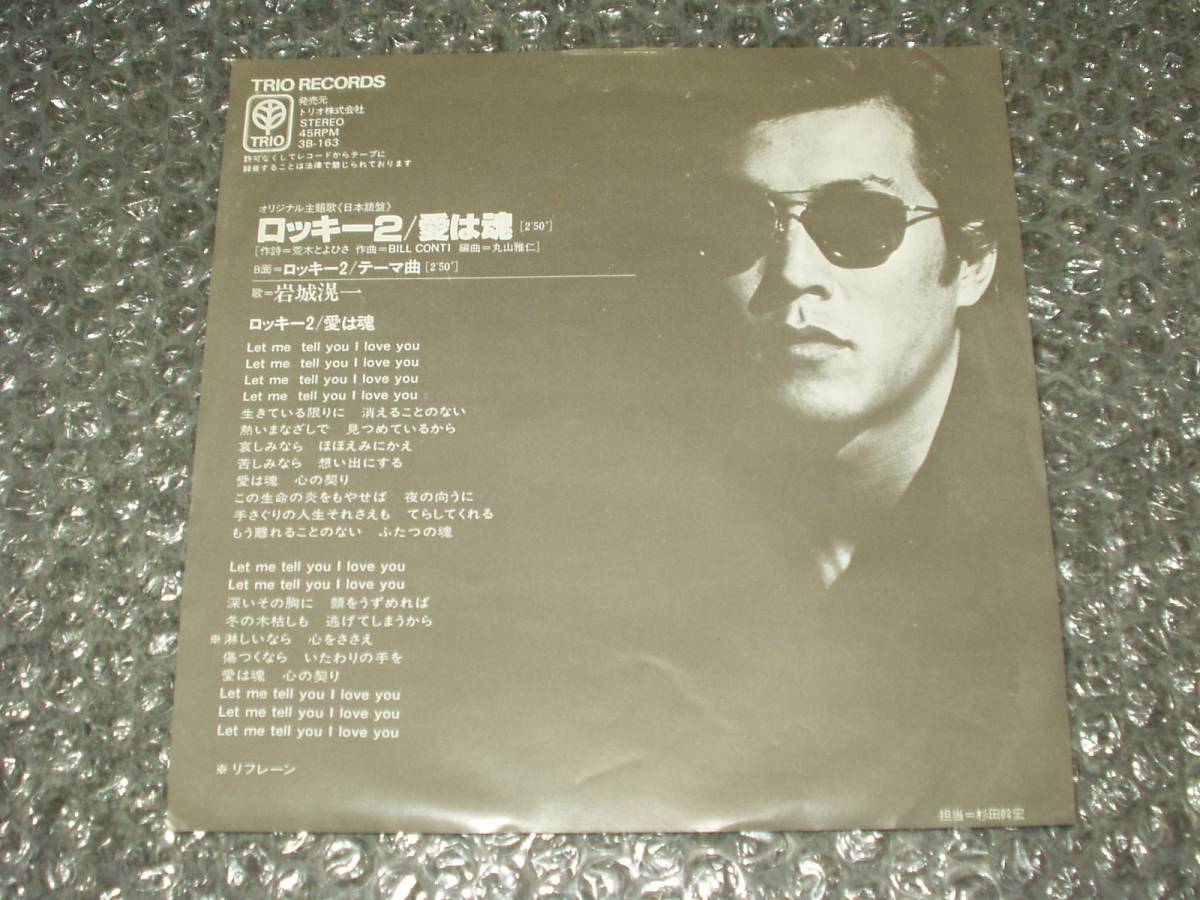 TRIO RECORDS
TRIO
発売元
トリオ株式会社
STEREO
45RPM
3B-163
許可なくしてレコードからテープに
録音することは法律で禁じられております
オリジナル主題歌《日本語盤》
ロッキー2/愛は魂 [2'50"]
[作詩=荒木とよひさ 作曲=BILL CONTI 編曲=丸山雅仁]
B面=ロッキー2/テーマ曲 [2'50"]
歌=岩城滉一
ロッキー2/愛は魂
Let me tell you I love you
Let me tell you I love you
Let me tell you I love you
Let me tell you I love you
生きている限りに 消えることのない
熱いまなざしで 見つめているから
哀しみなら ほほえみにかえ
苦しみなら 想い出にする
愛は魂 心の契り
この生命の炎をもやせば 夜の向うに
手さぐりの人生それさえも てらしてくれる
もう離れることのない ふたつの魂
Let me tell you I love you
Let me tell you I love you
深いその胸に 顔をうずめれば
冬の木枯しも 逃げてしまうから
※淋しいなら 心をささえ
傷つくなら いたわりの手を
愛は魂 心の契り
Let me tell you I love you
Let me tell you I love you
Let me tell you I love you
※リフレーン
担当=杉田幹宏